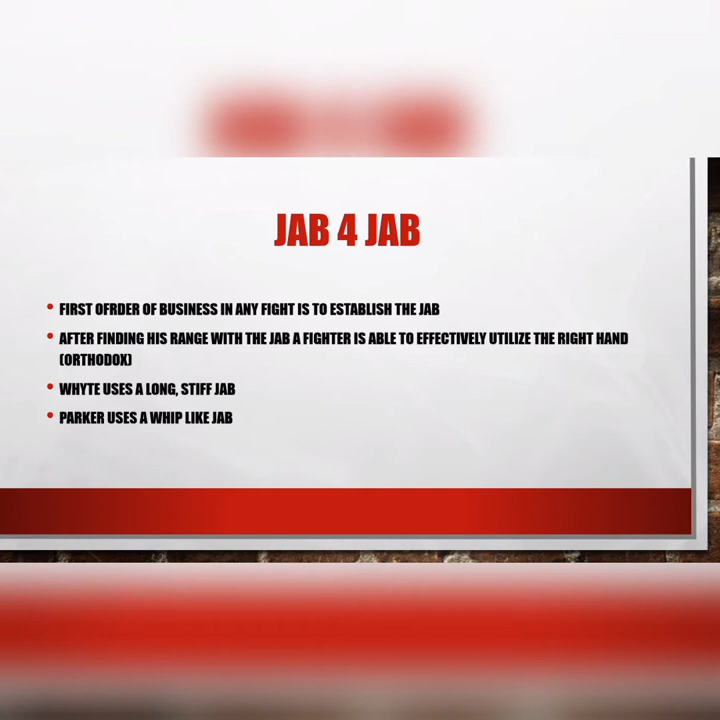 JAB 4 JAB
• FIRST OFRDER OF BUSINESS IN ANY FIGHT IS TO ESTABLISH THE JAB
• AFTER FINDING HIS RANGE WITH THE JAB A FIGHTER IS ABLE TO EFFECTIVELY UTILIZE THE RIGHT HAND
(ORTHODOX)
• WHYTE USES A LONG, STIFF JAB
• PARKER USES A WHIP LIKE JAB